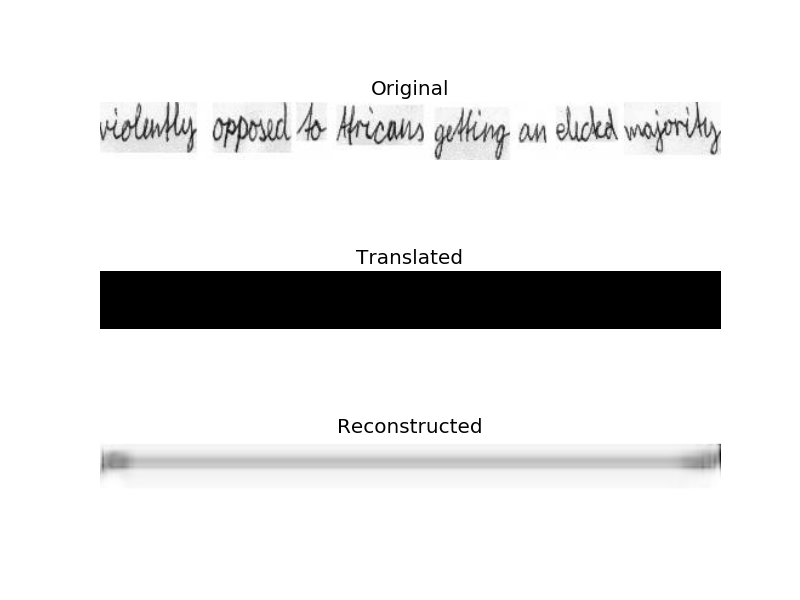 Original
violently opposed to Africans getting an elected majority
Translated
Reconstructed